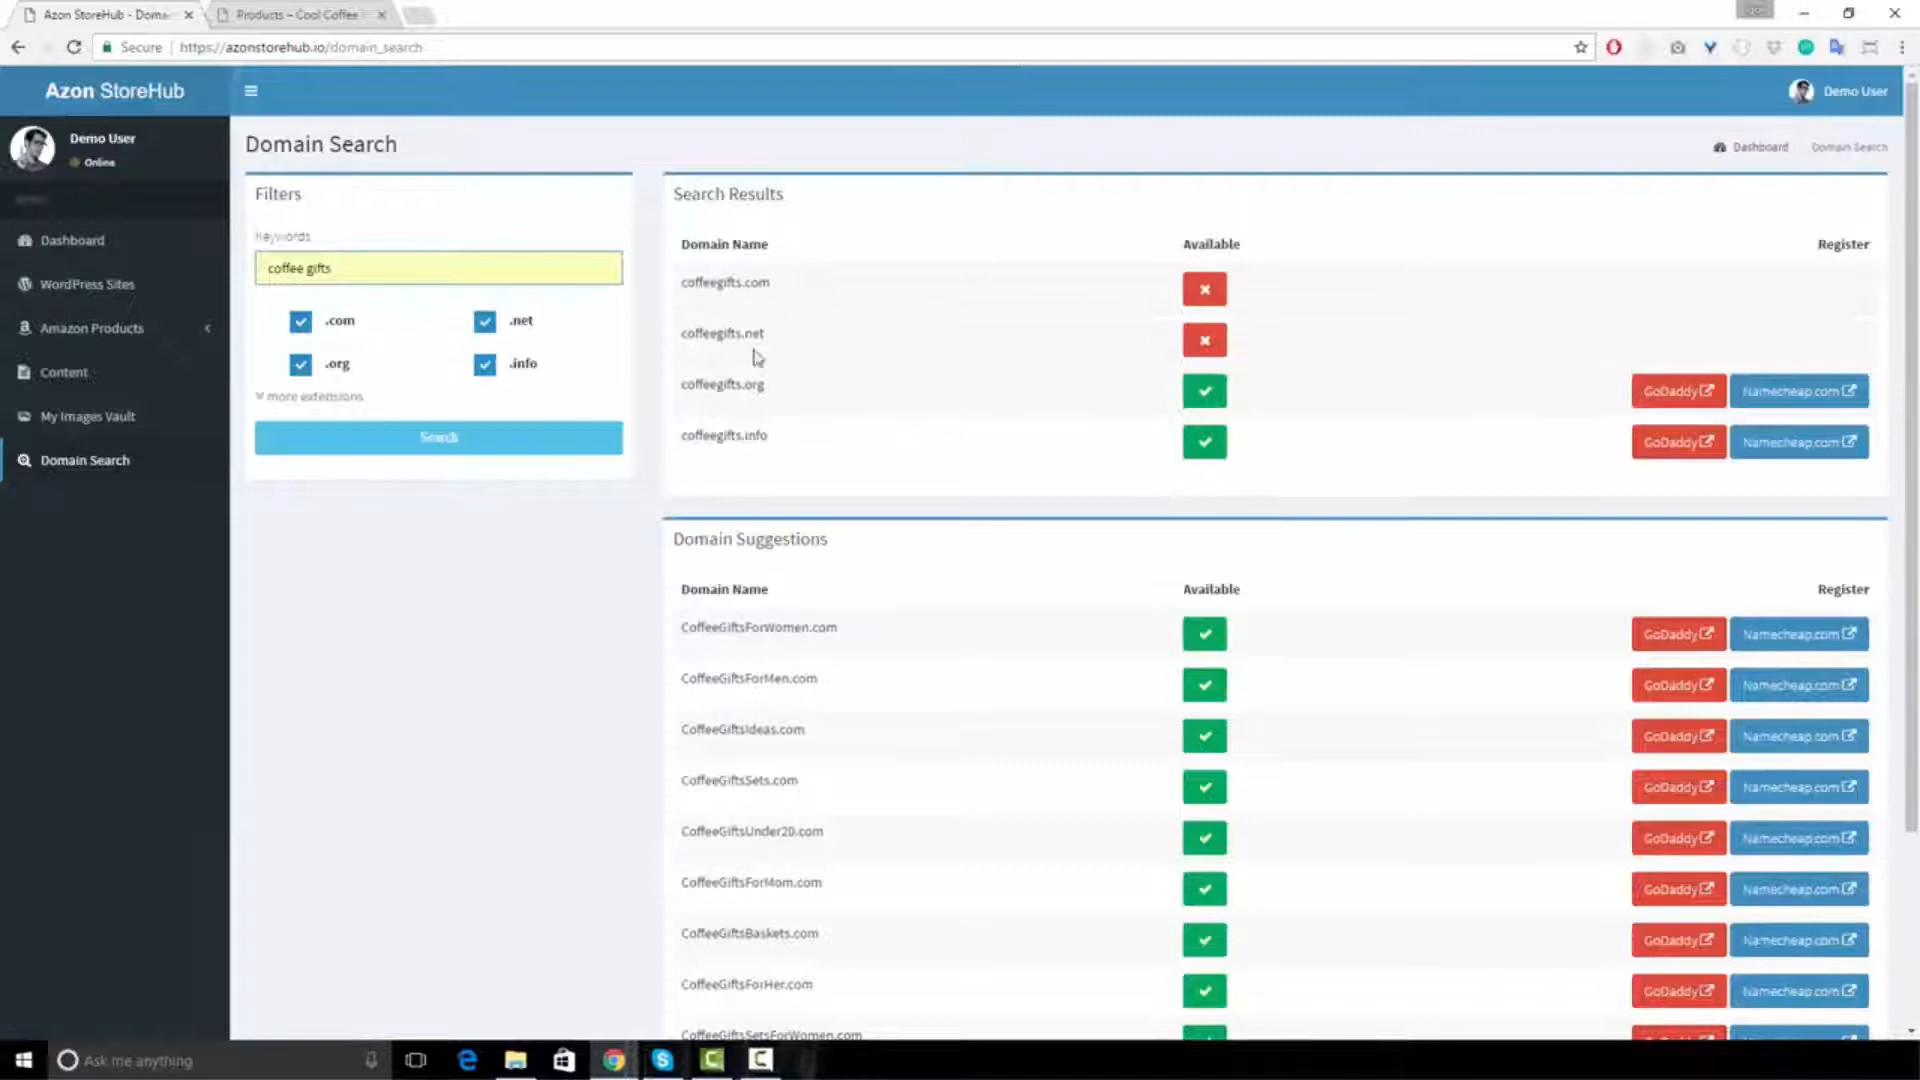 Azon StoreHub - Doma
Products – Cool Coffee
Secure
https://azonstorehub.io/domain_search
Azon StoreHub
Demo User
Demo User
Online
Domain Search
Dashboard
Domain Search
Dashboard
WordPress Sites
Amazon Products
Content
My Images Vault
Domain Search
Filters
Keywords
coffee gifts
.com
.net
.org
.info
more extensions
Search
Search Results
Domain Name Available Register
coffeegifts.com
coffeegifts.net
coffeegifts.org GoDaddy Namecheap.com
coffeegifts.info GoDaddy Namecheap.com
Domain Suggestions
Domain Name Available Register
CoffeeGiftsForWomen.com GoDaddy Namecheap.com
CoffeeGiftsForMen.com GoDaddy Namecheap.com
CoffeeGiftsIdeas.com GoDaddy Namecheap.com
CoffeeGiftsSets.com GoDaddy Namecheap.com
CoffeeGiftsUnder20.com GoDaddy Namecheap.com
CoffeeGiftsForMom.com GoDaddy Namecheap.com
CoffeeGiftsBaskets.com GoDaddy Namecheap.com
CoffeeGiftsForHer.com GoDaddy Namecheap.com
CoffeeGiftsSetsForWomen.com
Ask me anything